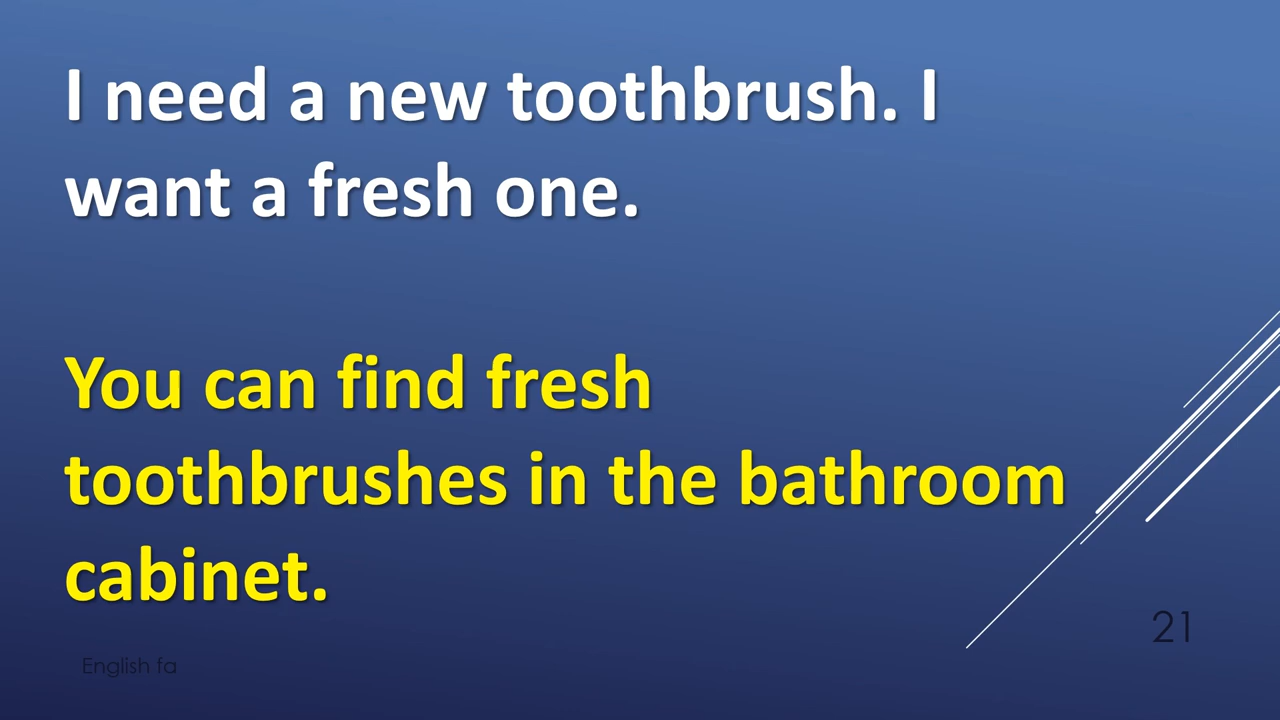 I need a new toothbrush. I
want a fresh one.
You can find fresh
toothbrushes in the bathroom
cabinet.
21
English fa